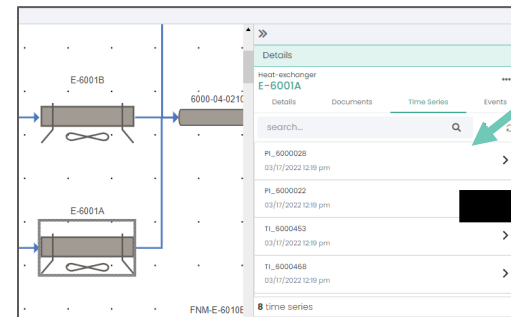 E-6001B
6000-04-0210
E-6001A
FNM-E-6010B
Details
Heat-exchanger
E-6001A
Details Documents Time Series Events
search...
PI_6000028
03/17/2022 12:19 pm
PI_6000022
03/17/2022 12:19 pm
TI_6000453
03/17/2022 12:19 pm
TI_6000468
03/17/2022 12:19 pm
8 time series